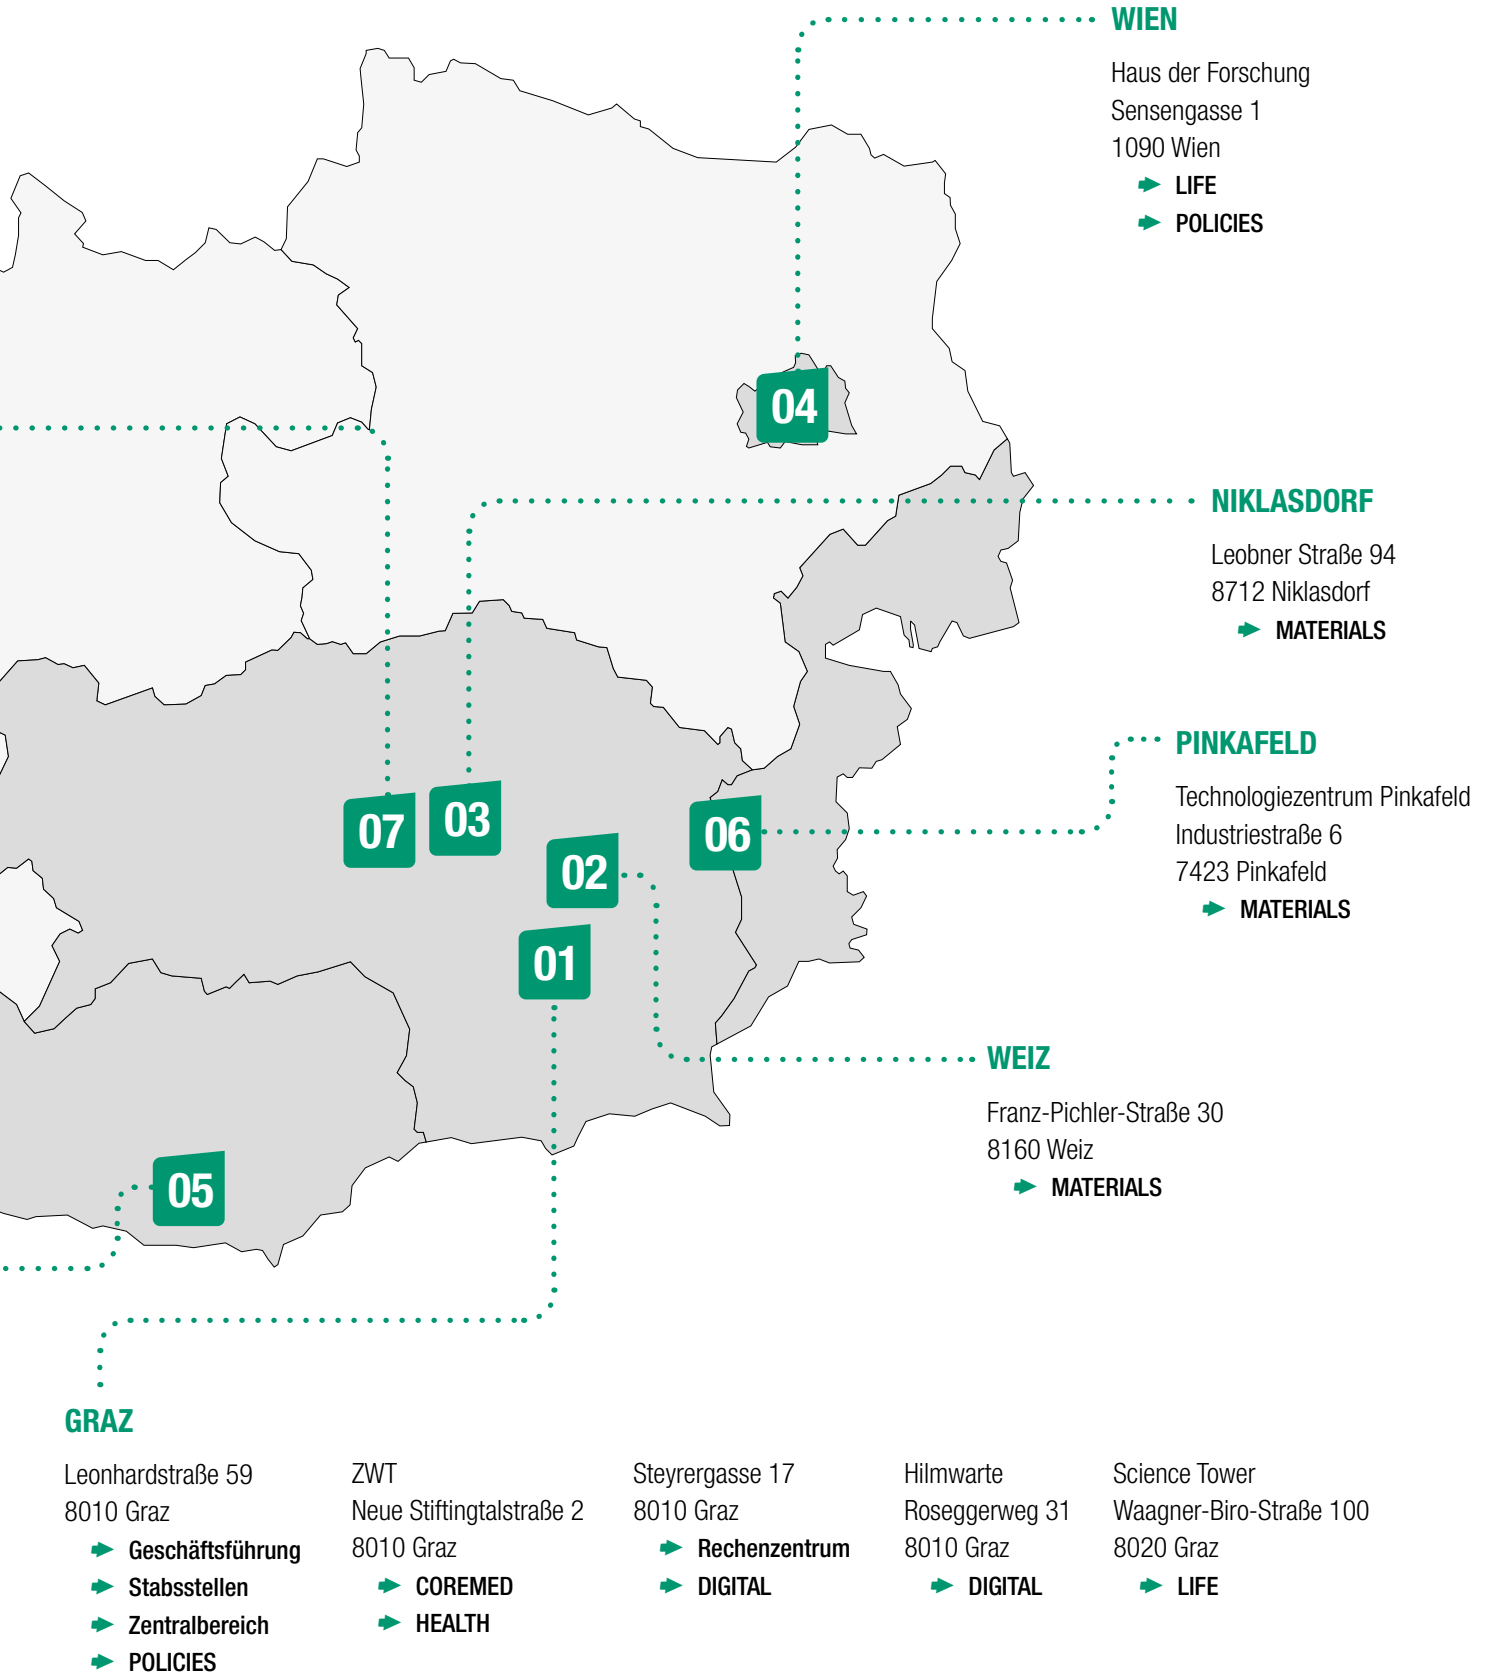 WIEN
Haus der Forschung
Sensengasse 1
1090 Wien
LIFE
POLICIES
04
NIKLASDORF
Leobner Straße 94
8712 Niklasdorf
MATERIALS
PINKAFELD
Technologiezentrum Pinkafeld
Industriestraße 6
7423 Pinkafeld
MATERIALS
07
03
06
02
01
WEIZ
Franz-Pichler-Straße 30
8160 Weiz
MATERIALS
05
GRAZ
Leonhardstraße 59
8010 Graz
Geschäftsführung
Stabsstellen
Zentralbereich
POLICIES
ZWT
Neue Stiftingtalstraße 2
8010 Graz
COREMED
HEALTH
Steyrergasse 17
8010 Graz
Rechenzentrum
DIGITAL
Hilmwarte
Roseggerweg 31
8010 Graz
DIGITAL
Science Tower
Waagner-Biro-Straße 100
8020 Graz
LIFE